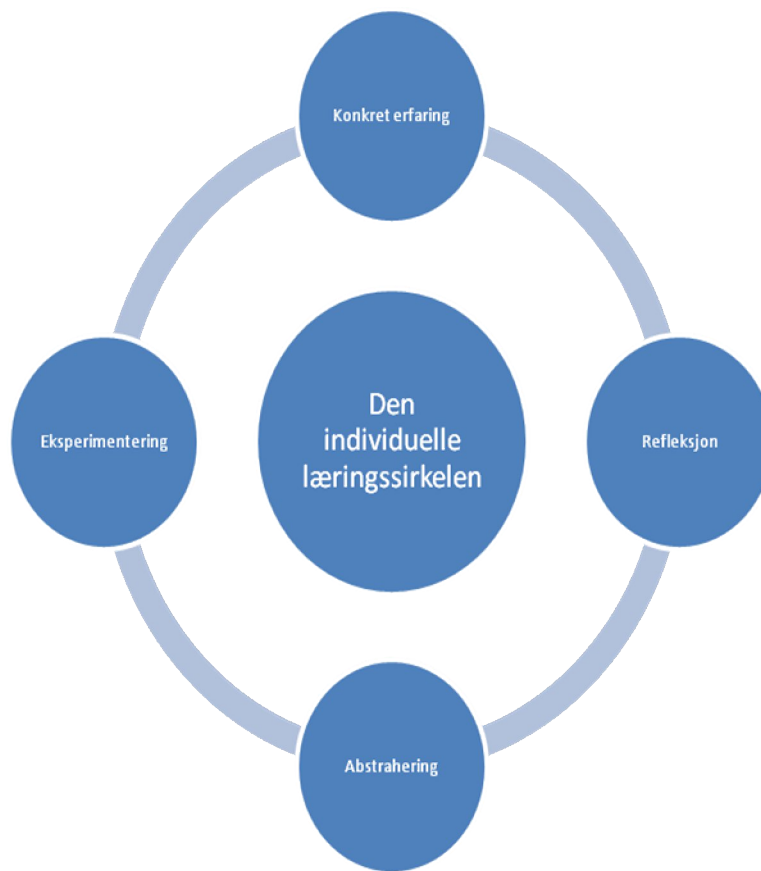 Konkret erfaring
Eksperimentering
Den
individuelle
læringssirkelen
Refleksjon
Abstrahering